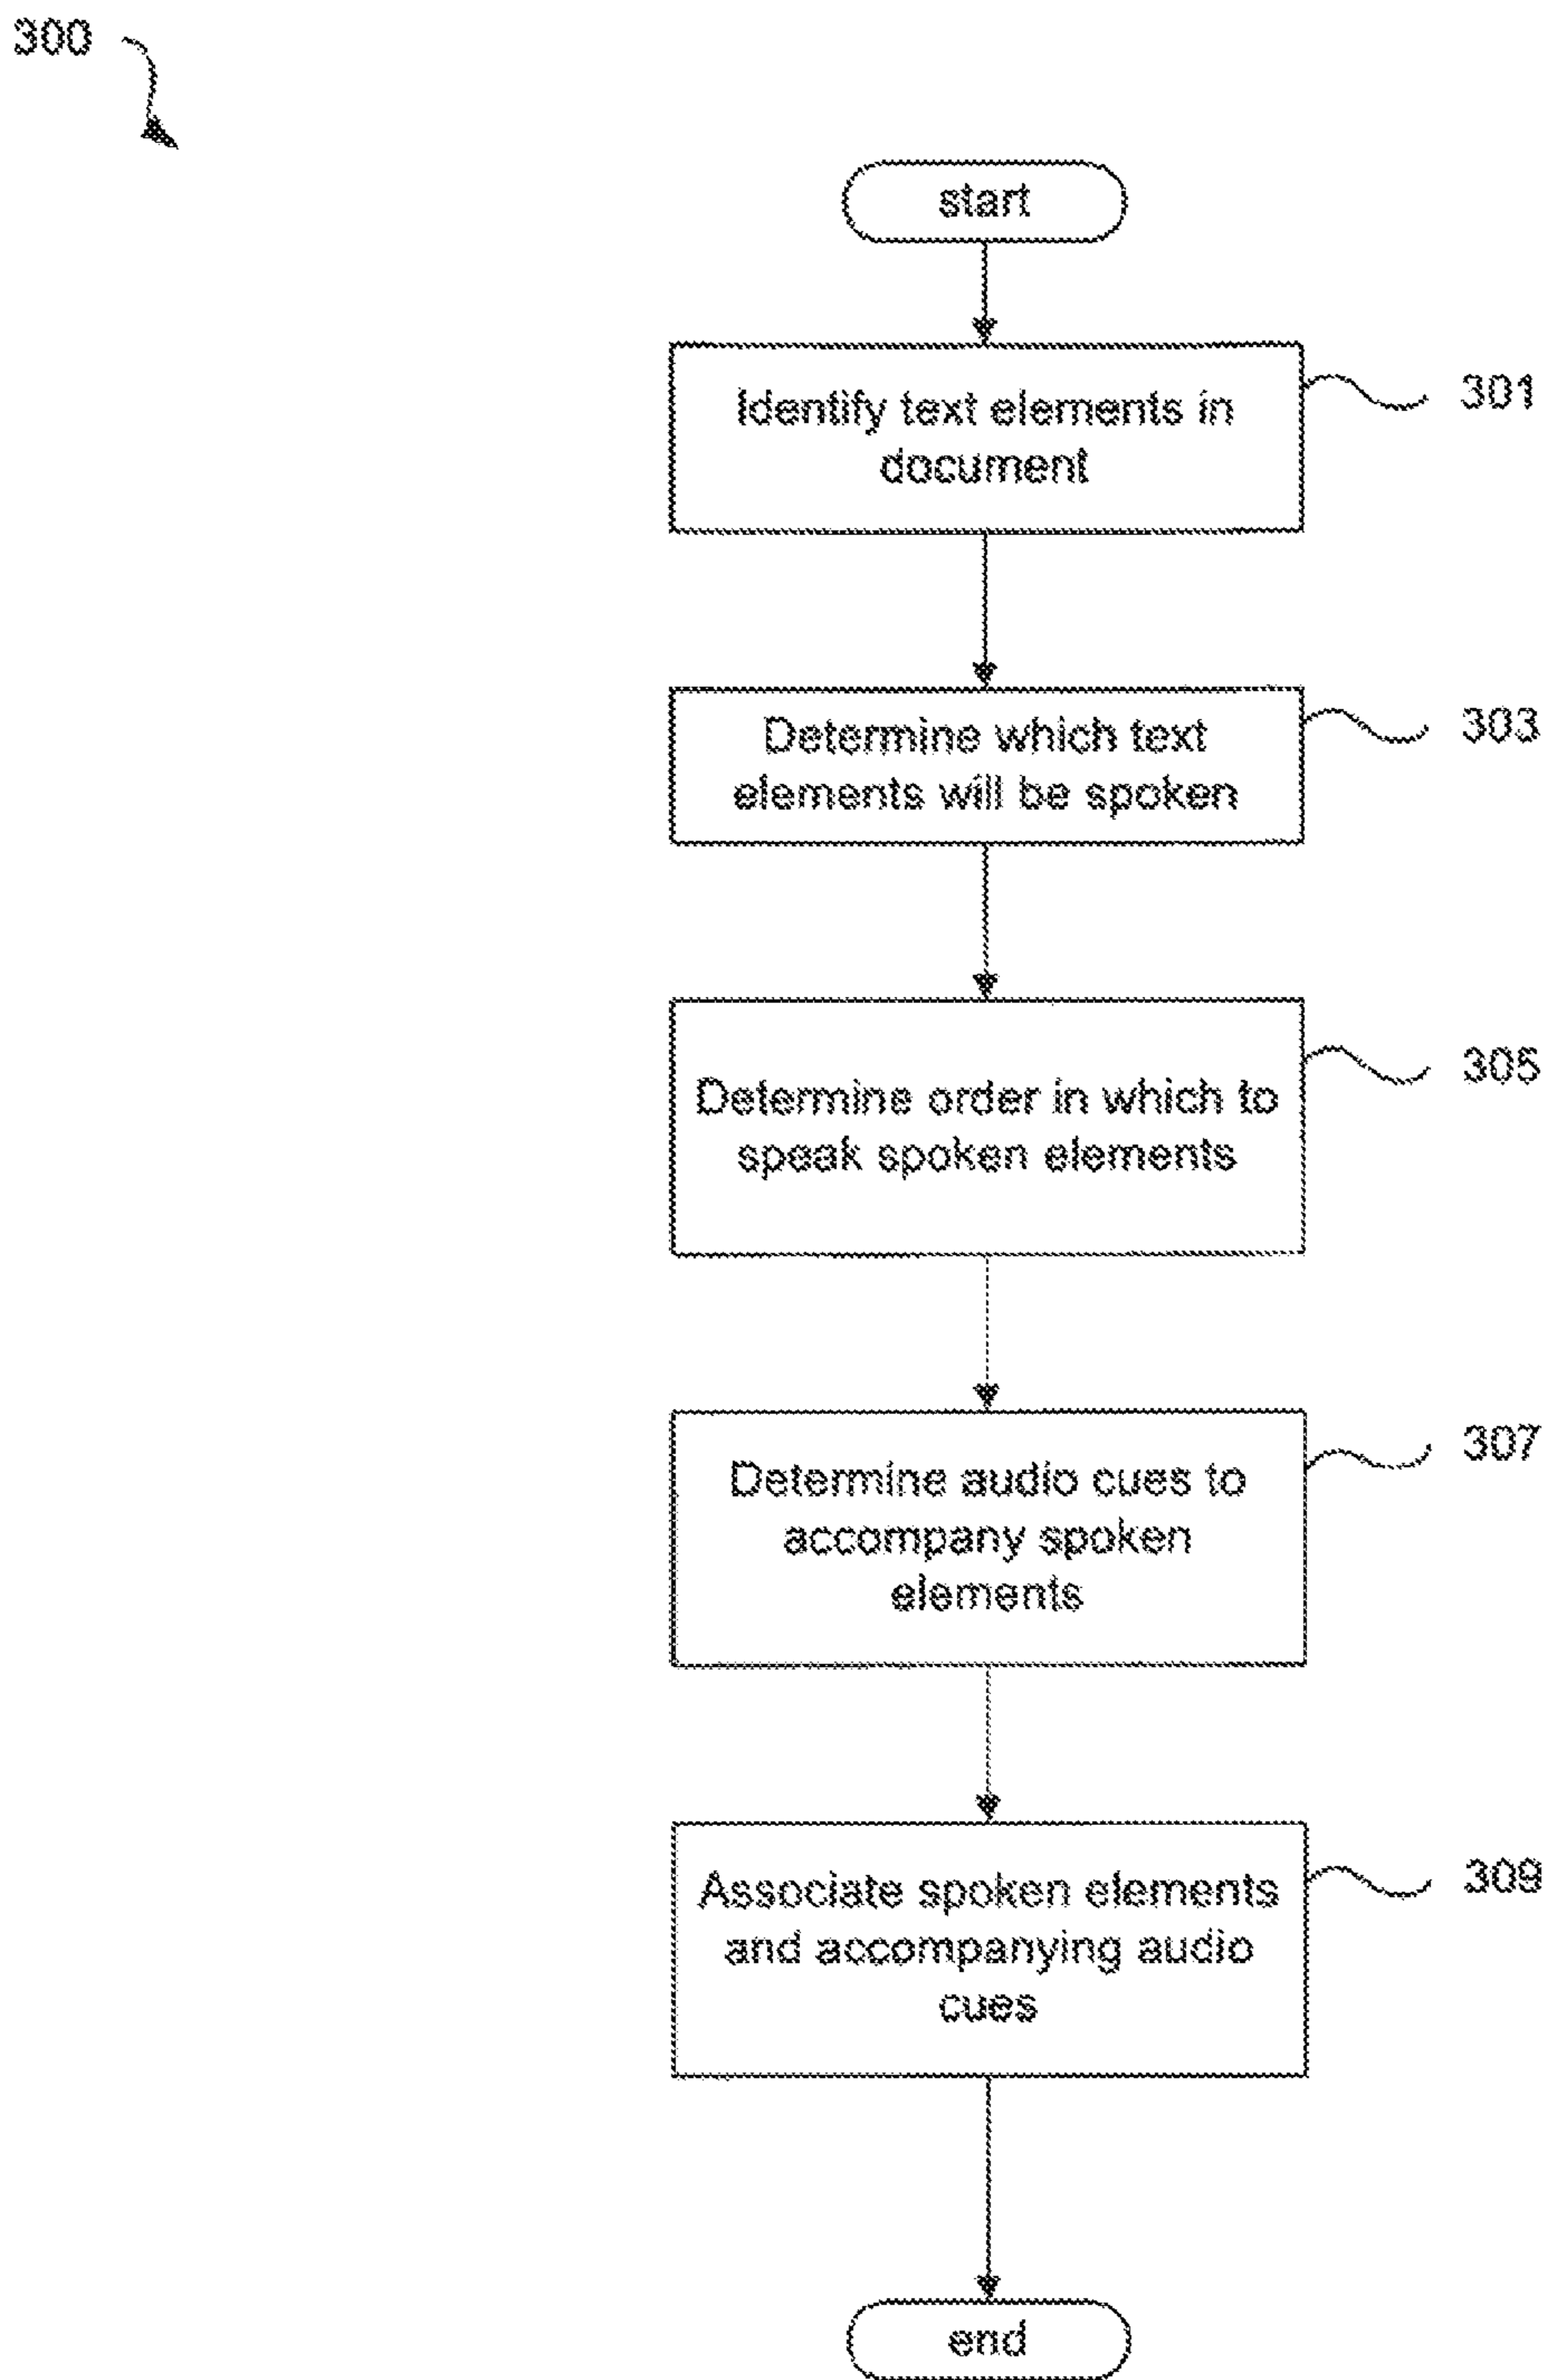 300
start
Identify text elements in
document
301
Determine which text
elements will be spoken
303
Determine order in which to
speak spoken elements
305
Determine audio cues to
accompany spoken
elements
307
Associate spoken elements
and accompanying audio
cues
309
end